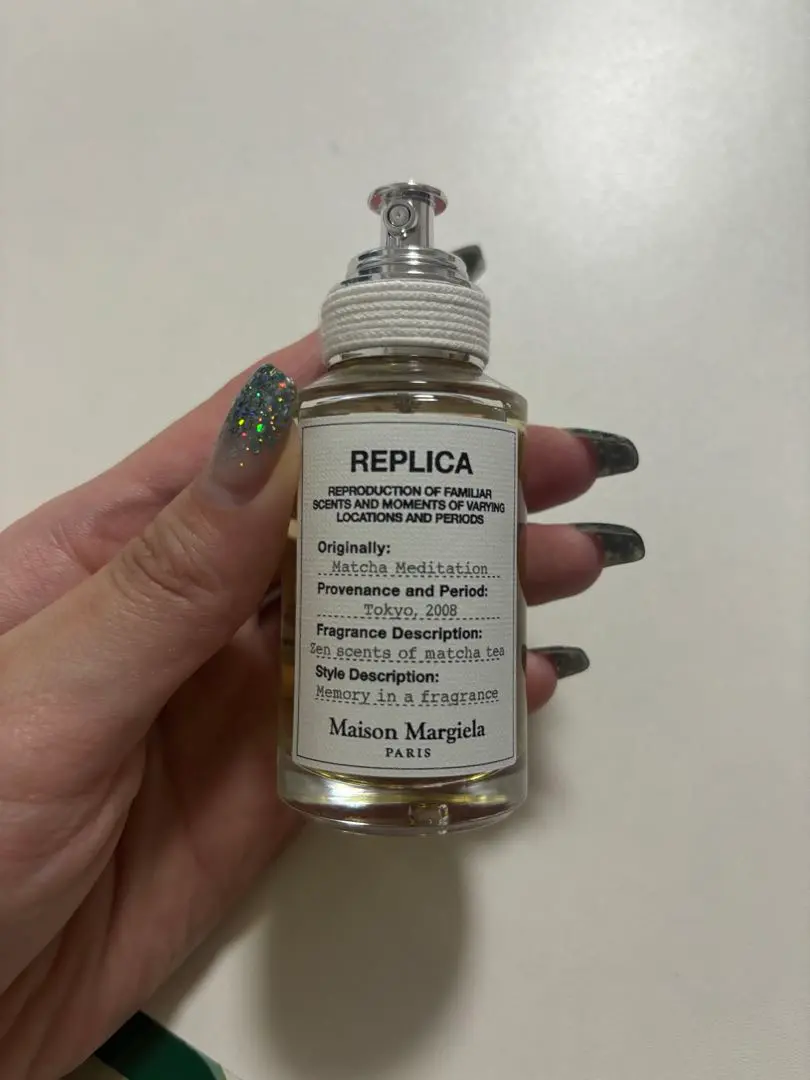 REPLICA
REPRODUCTION OF FAMILIAR
SCENTS AND MOMENTS OF VARYING
LOCATIONS AND PERIODS
Originally:
Matcha Meditation
Provenance and Period:
Tokyo, 2008
Fragrance Description:
Zen scents of matcha tea
Style Description:
Memory in a fragrance
Maison Margiela
PARIS